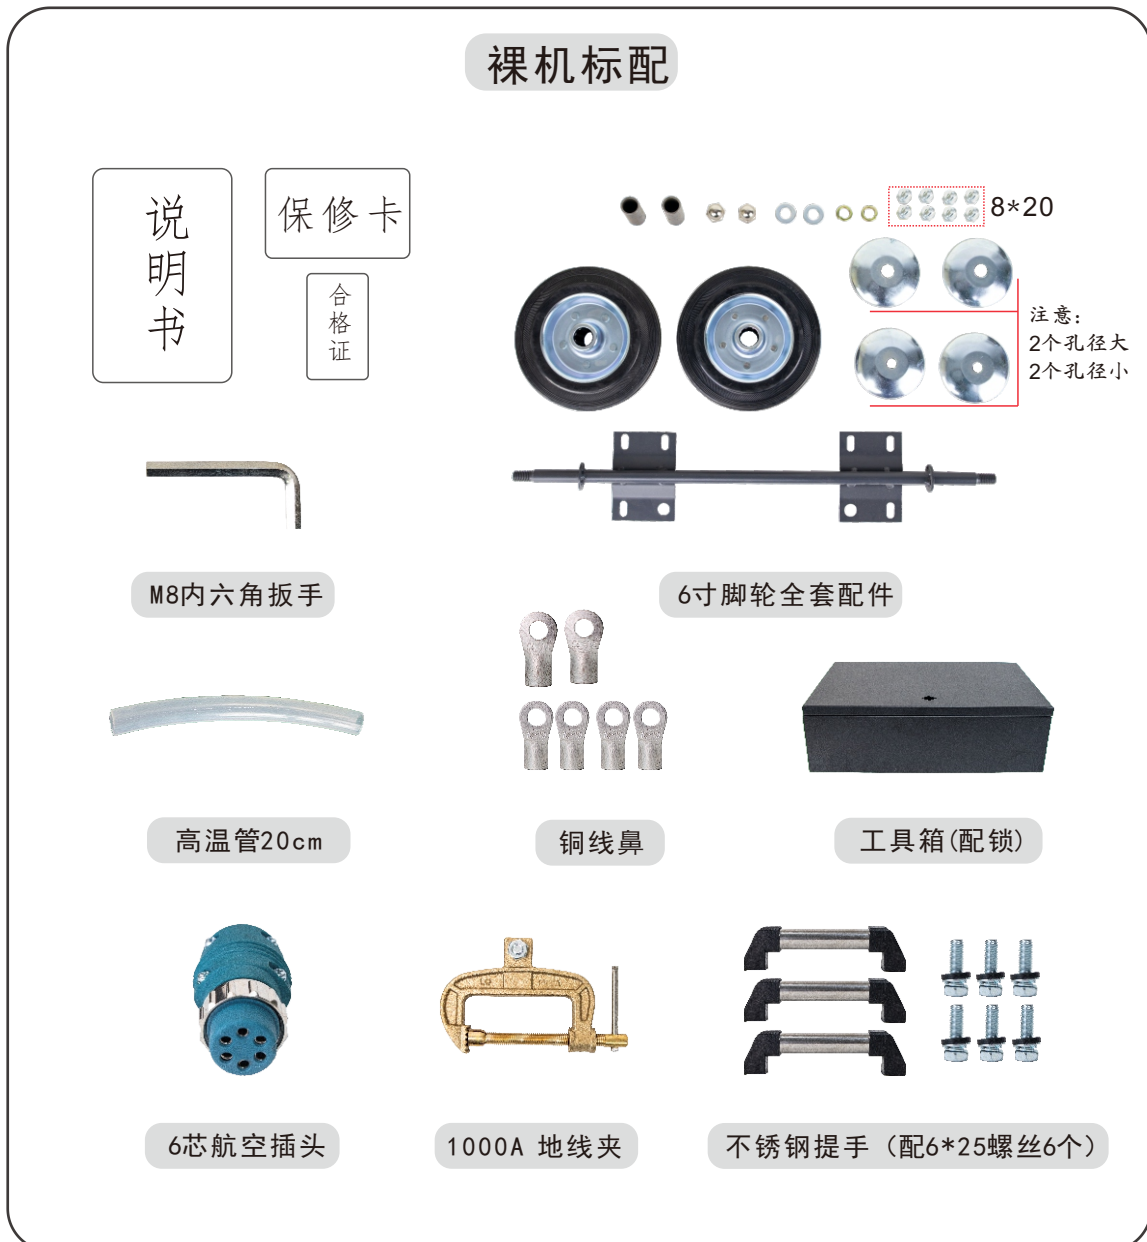 裸机标配
说明书
保修卡
合格证
8*20
注意:
2个孔径大
2个孔径小
M8内六角扳手
6寸脚轮全套配件
高温管20cm
铜线鼻
工具箱(配锁)
6芯航空插头
1000A 地线夹
不锈钢提手（配6*25螺丝6个）